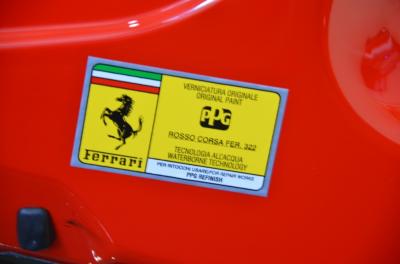 Ferrari
VERNICIATURA ORIGINALE
ORIGINAL PAINT
PPG
ROSSO CORSA FER. 322
TECNOLOGIA ALL'ACQUA
WATERBORNE TECHNOLOGY
PER RITOCCHI USARE/FOR REPAIR WORKS
PPG REFINISH